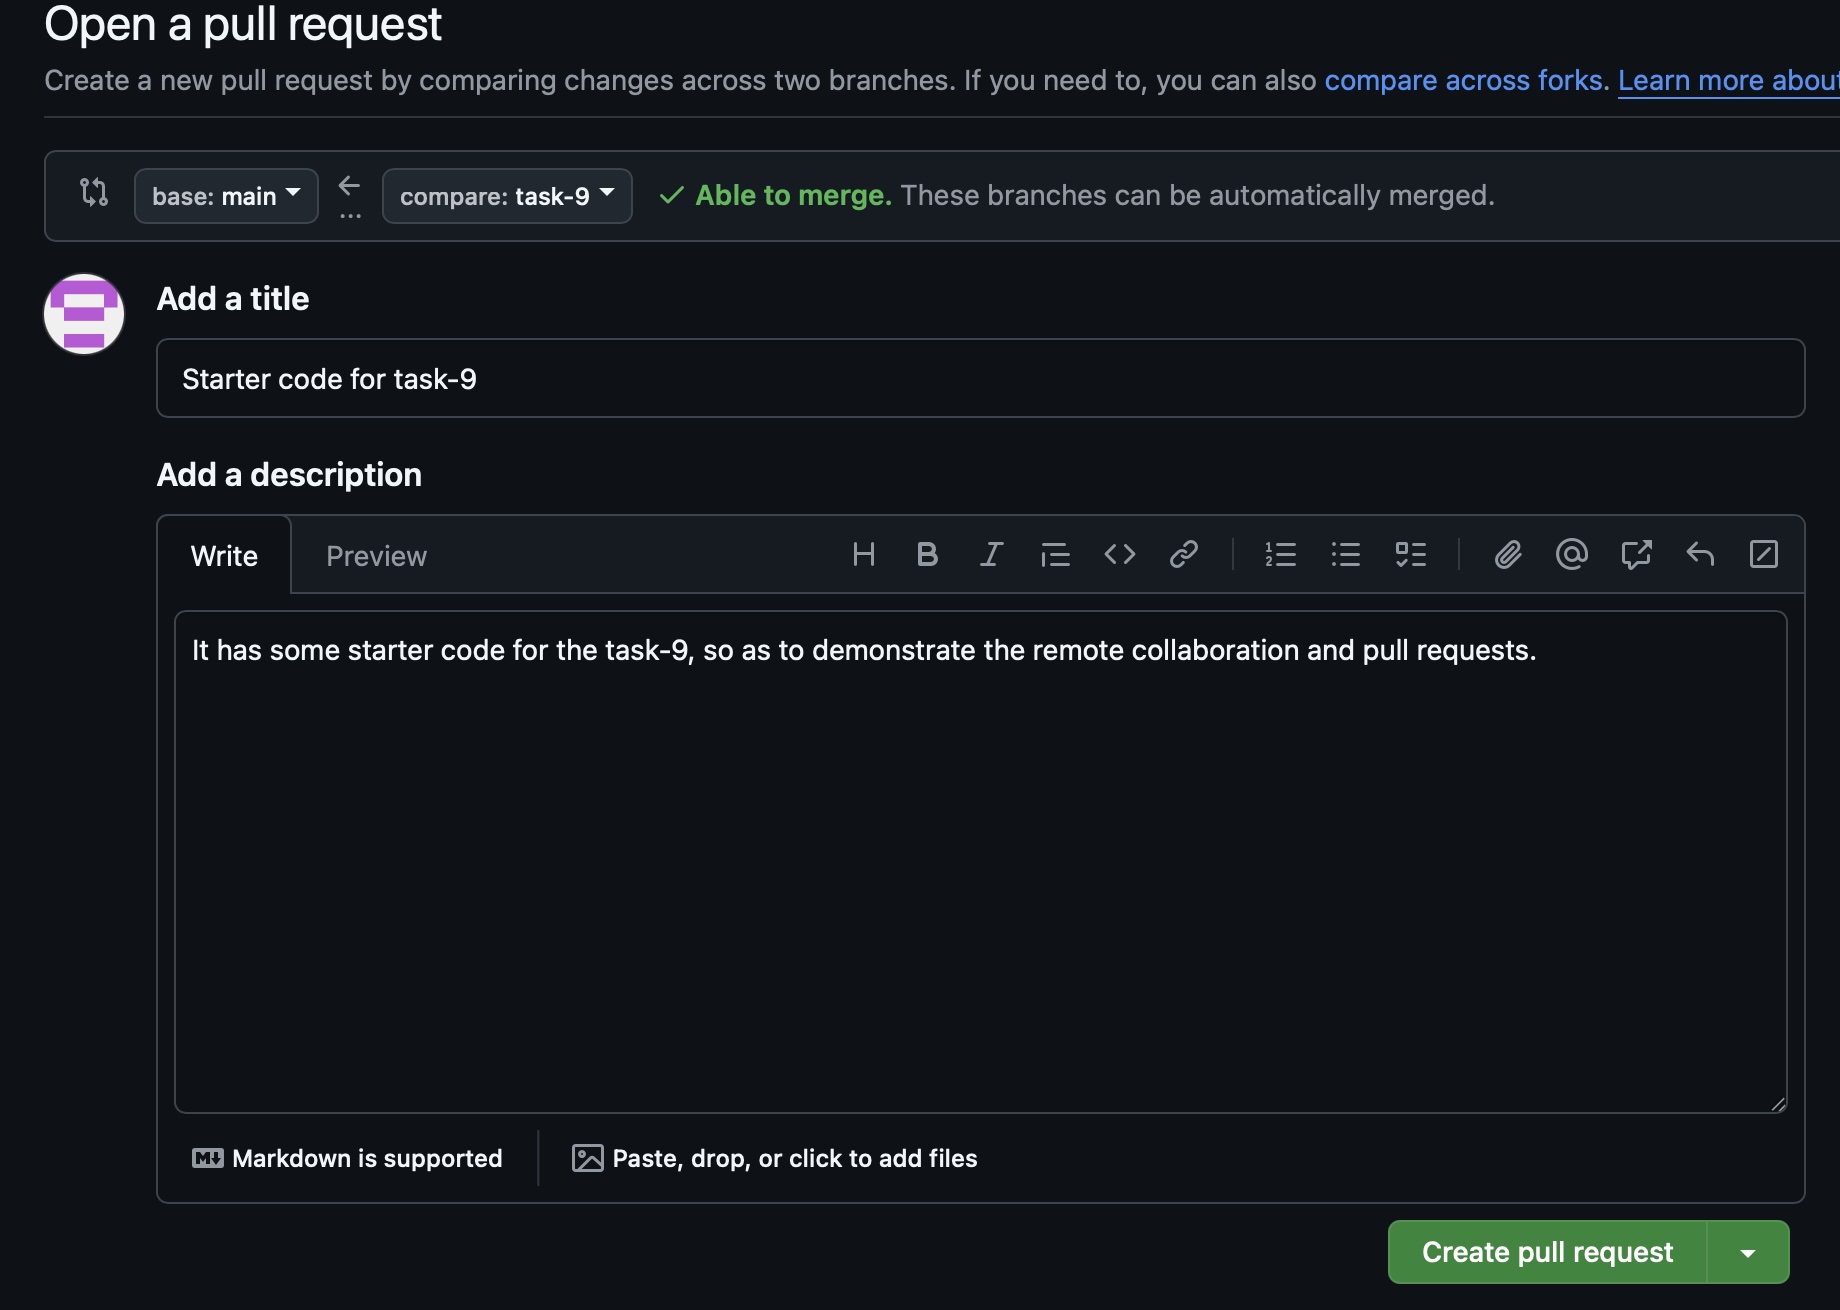 Open a pull request
Create a new pull request by comparing changes across two branches. If you need to, you can also compare across forks. Learn more about
base: main ← compare: task-9 ✓ Able to merge. These branches can be automatically merged.
Add a title
Starter code for task-9
Add a description
Write Preview
It has some starter code for the task-9, so as to demonstrate the remote collaboration and pull requests.
Markdown is supported Paste, drop, or click to add files
Create pull request